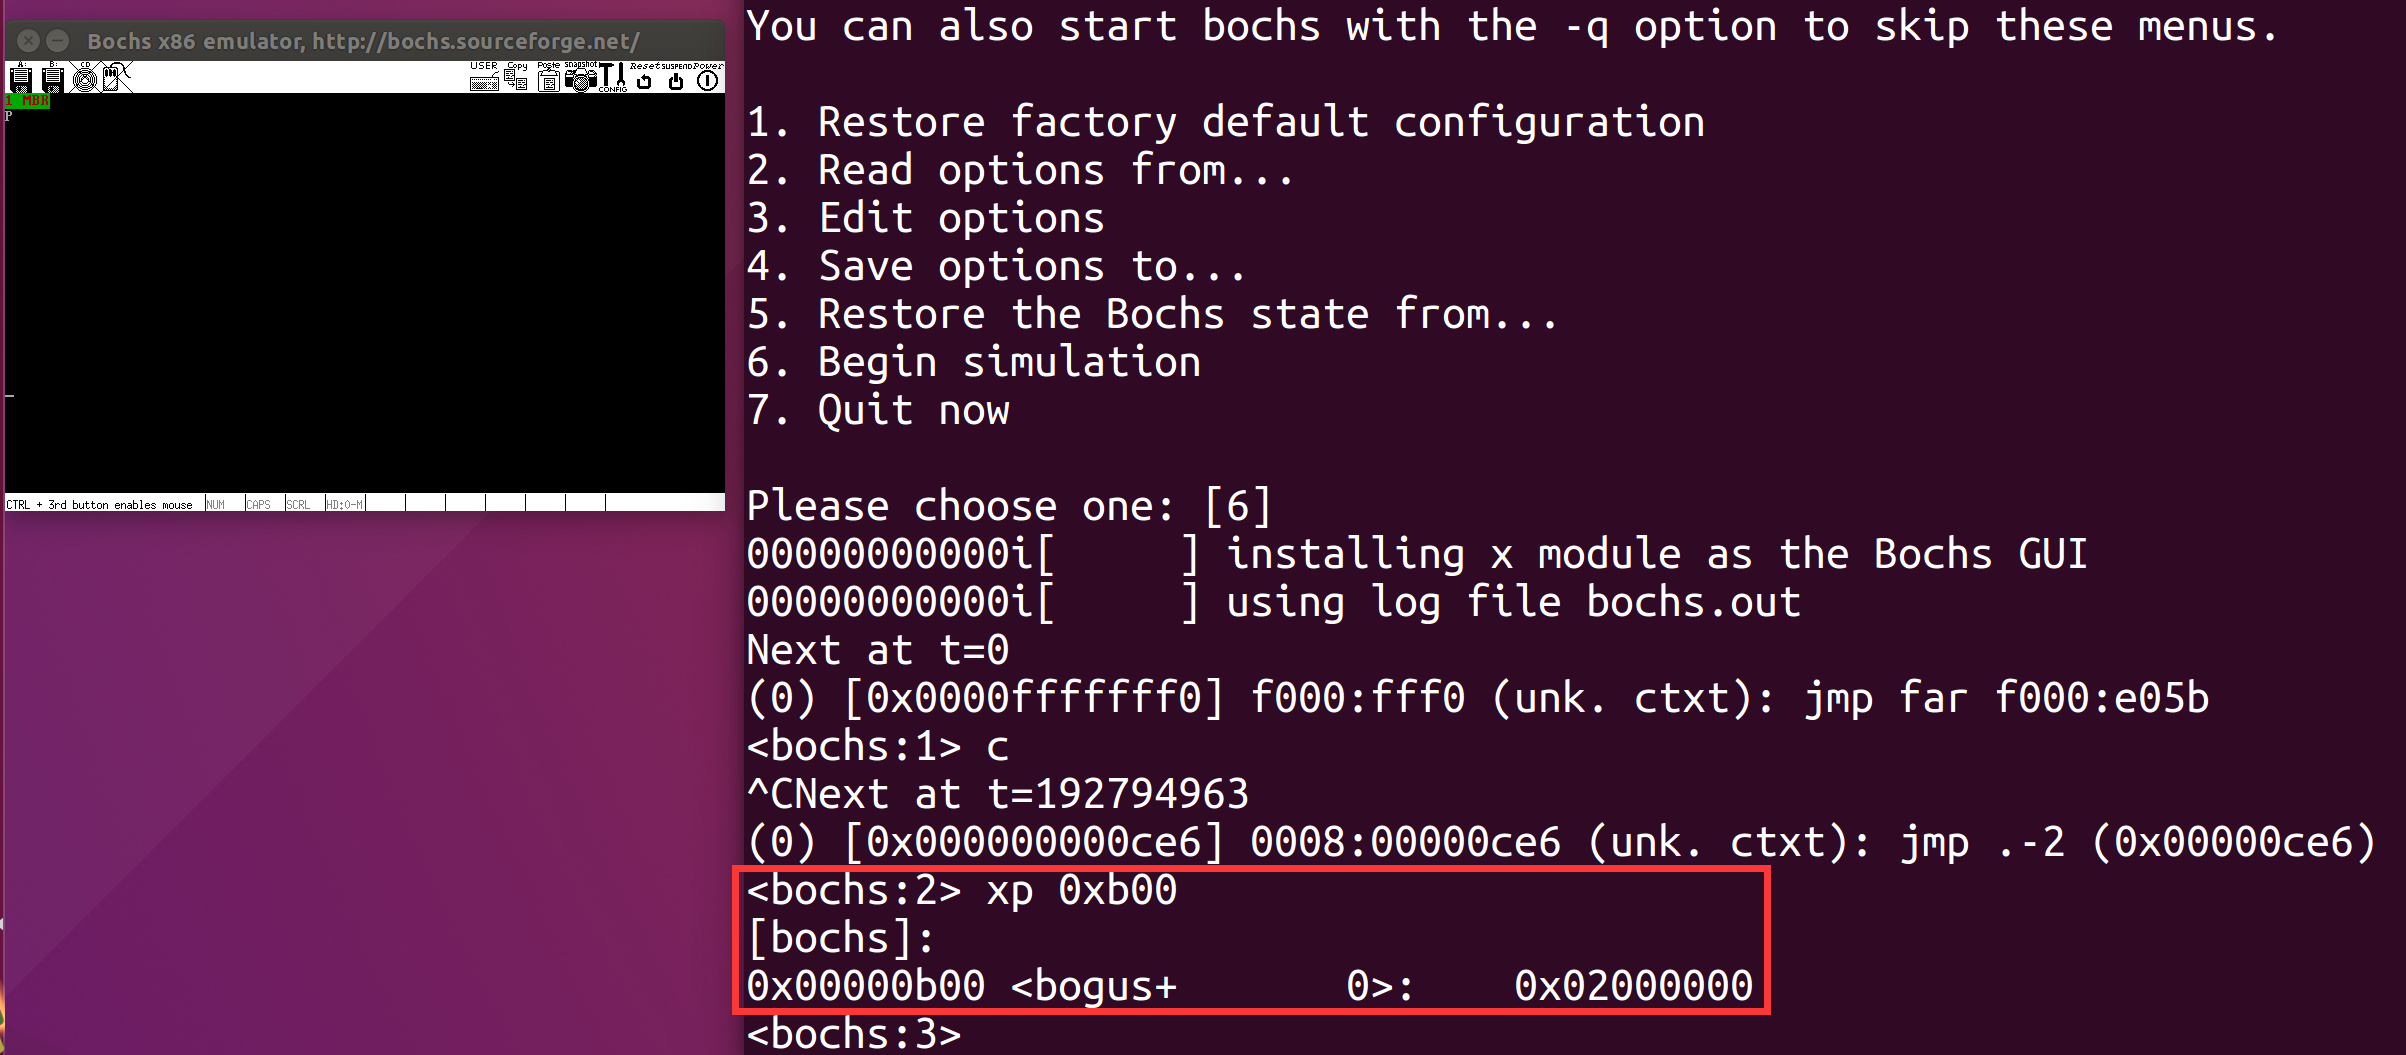 Bochs x86 emulator, http://bochs.sourceforge.net/
A: B: CD USER Copy Paste snapshot CONFIG Reset SUSPEND Power
1 MBR
P
CTRL + 3rd button enables mouse NUM CAPS SCRL HD:0-M
You can also start bochs with the -q option to skip these menus.
1. Restore factory default configuration
2. Read options from...
3. Edit options
4. Save options to...
5. Restore the Bochs state from...
6. Begin simulation
7. Quit now
Please choose one: [6]
00000000000i[      ] installing x module as the Bochs GUI
00000000000i[      ] using log file bochs.out
Next at t=0
(0) [0x0000fffffff0] f000:fff0 (unk. ctxt): jmp far f000:e05b
<bochs:1> c
^CNext at t=192794963
(0) [0x000000000ce6] 0008:00000ce6 (unk. ctxt): jmp .-2 (0x00000ce6)
<bochs:2> xp 0xb00
[bochs]:
0x00000b00 <bogus+       0>:    0x02000000
<bochs:3>